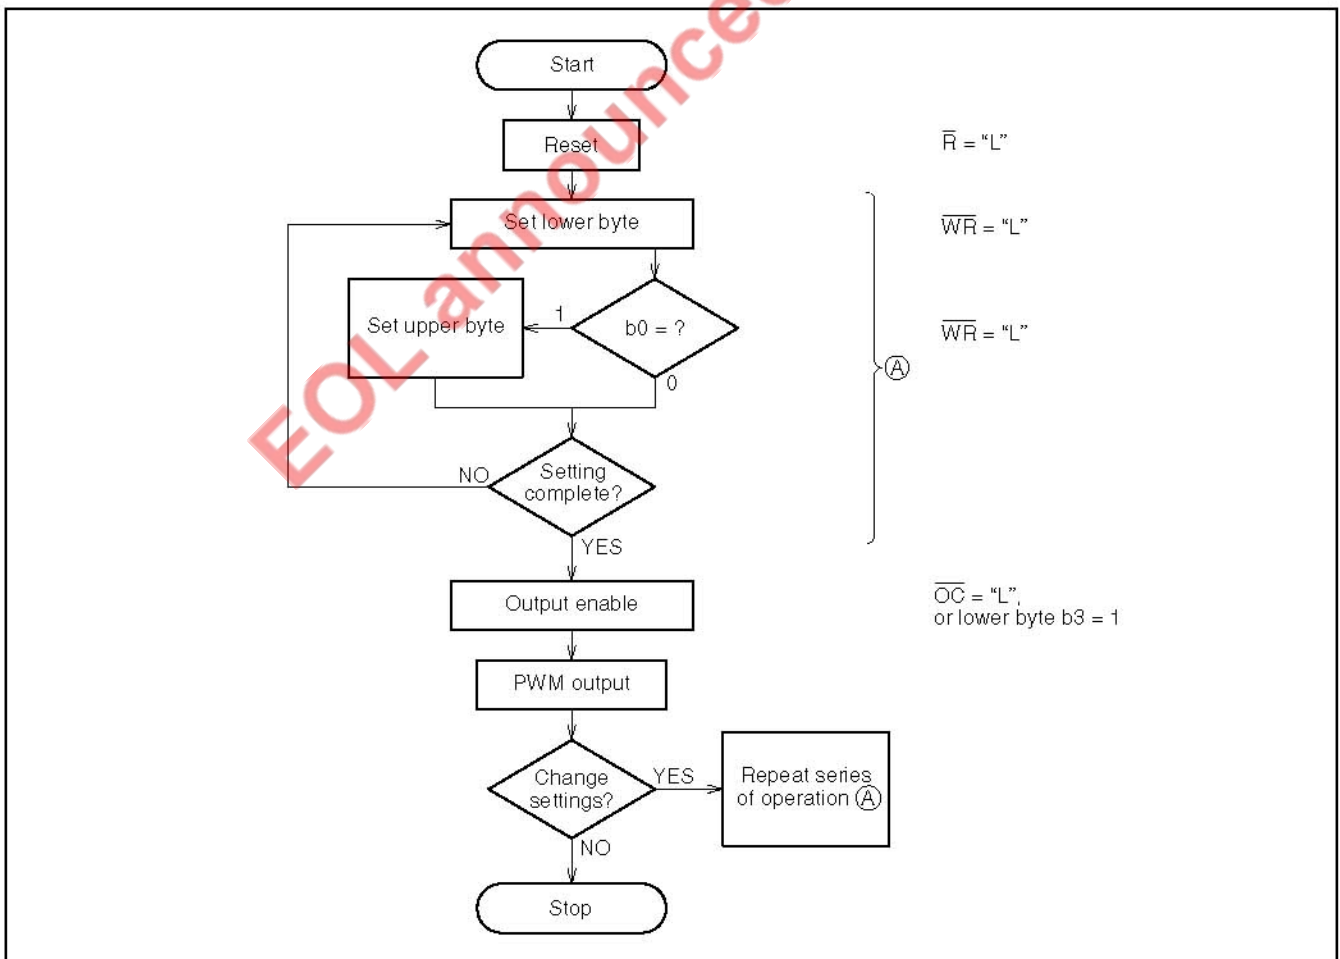 EOL announced
Start
Reset
R̅ = “L”
Set lower byte
W̅R̅ = “L”
Set upper byte
1
b0 = ?
W̅R̅ = “L”
0
Ⓐ
NO
Setting
complete?
YES
Output enable
O̅C̅ = “L”,
or lower byte b3 = 1
PWM output
Change
settings?
YES
Repeat series
of operation Ⓐ
NO
Stop